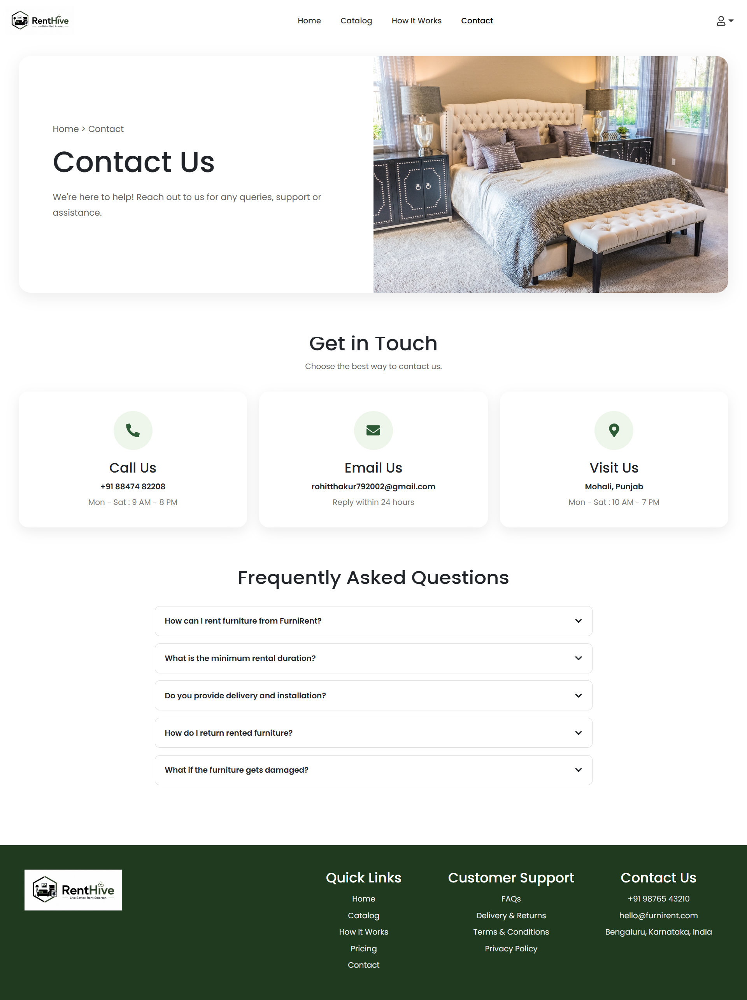 RentHive
Live Better. Rent Smarter.
Home
Catalog
How It Works
Contact
Home > Contact
Contact Us
We're here to help! Reach out to us for any queries, support or
assistance.
Get in Touch
Choose the best way to contact us.
Call Us
+91 88474 82208
Mon - Sat : 9 AM - 8 PM
Email Us
rohitthakur792002@gmail.com
Reply within 24 hours
Visit Us
Mohali, Punjab
Mon - Sat : 10 AM - 7 PM
Frequently Asked Questions
How can I rent furniture from FurniRent?
What is the minimum rental duration?
Do you provide delivery and installation?
How do I return rented furniture?
What if the furniture gets damaged?
RentHive
Live Better. Rent Smarter.
Quick Links
Home
Catalog
How It Works
Pricing
Contact
Customer Support
FAQs
Delivery & Returns
Terms & Conditions
Privacy Policy
Contact Us
+91 98765 43210
hello@furnirent.com
Bengaluru, Karnataka, India